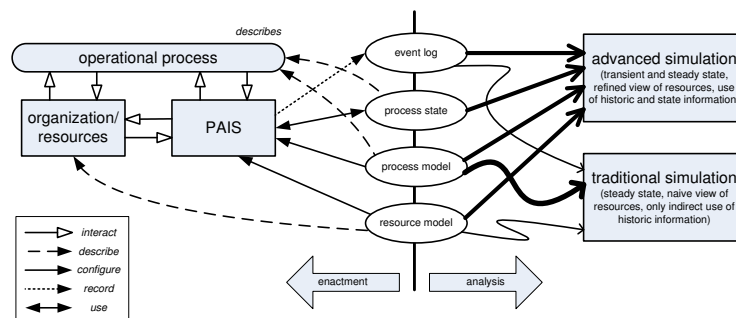 describes
operational process
organization/
resources
PAIS
event log
process state
process model
resource model
advanced simulation
(transient and steady state,
refined view of resources, use
of historic and state information)
traditional simulation
(steady state, naive view of
resources, only indirect use of
historic information)
interact
describe
configure
record
use
enactment
analysis